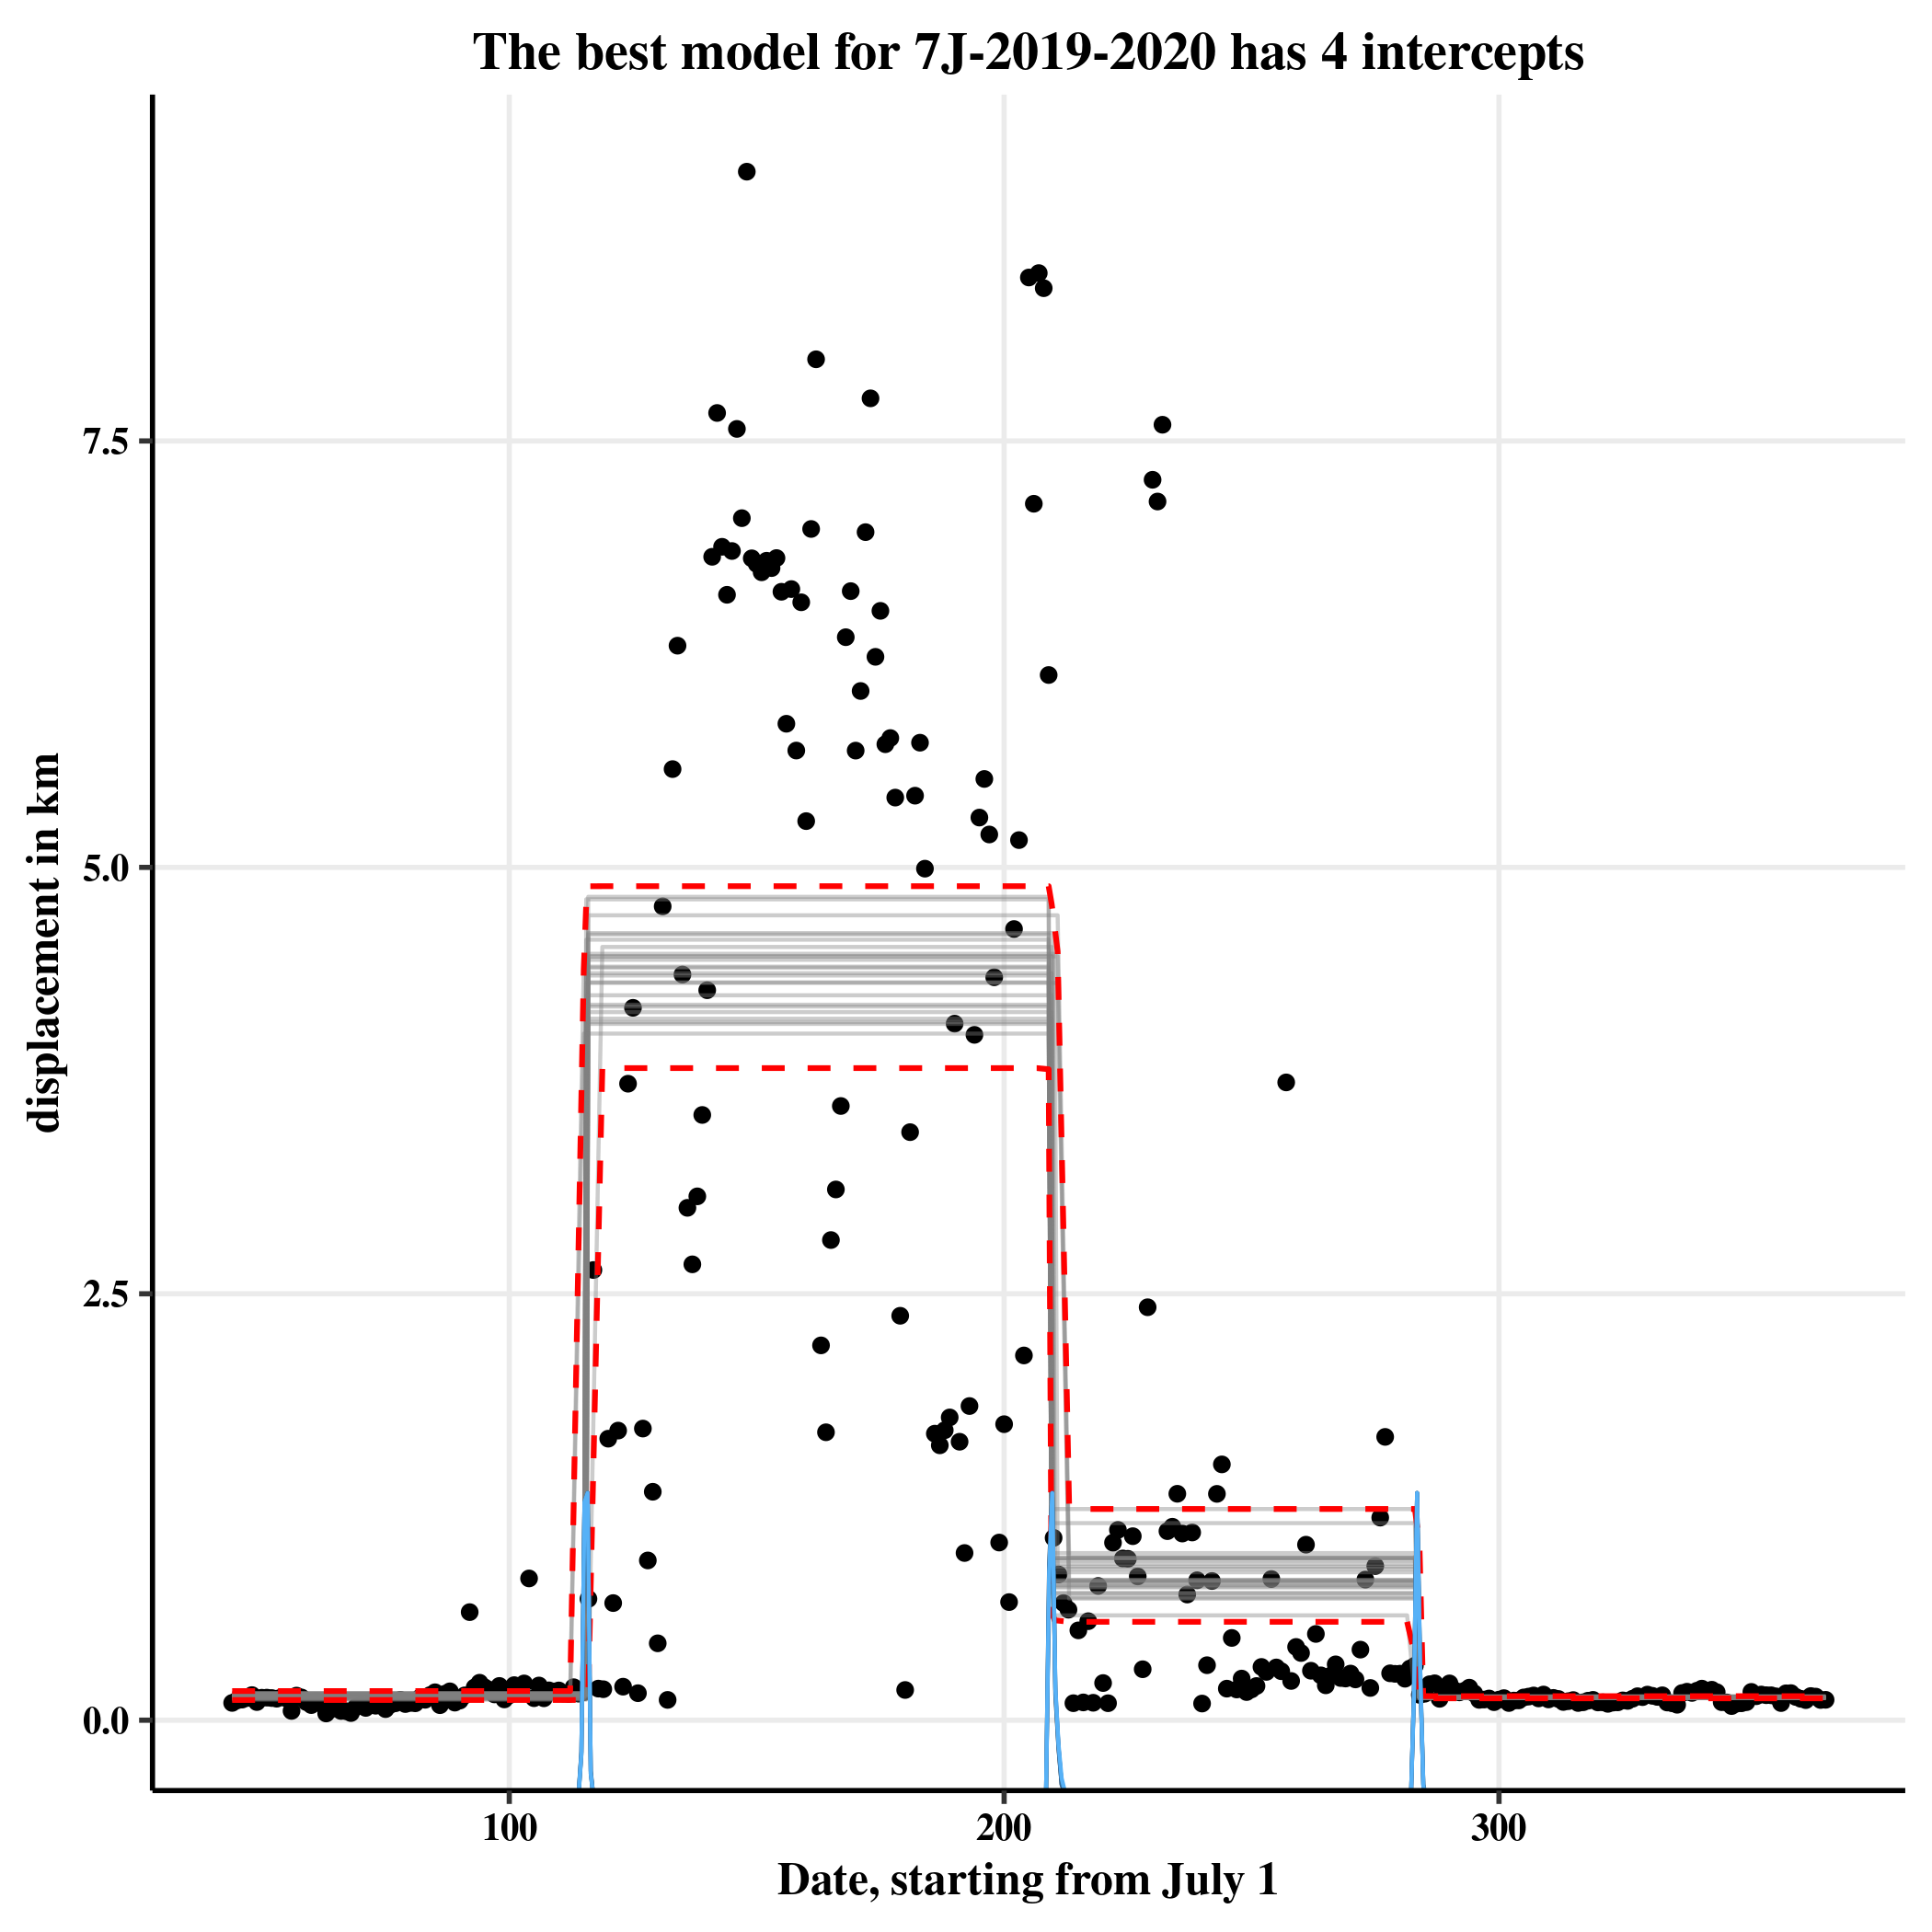 The best model for 7J-2019-2020 has 4 intercepts
displacement in km
7.5
5.0
2.5
0.0
100
200
300
Date, starting from July 1